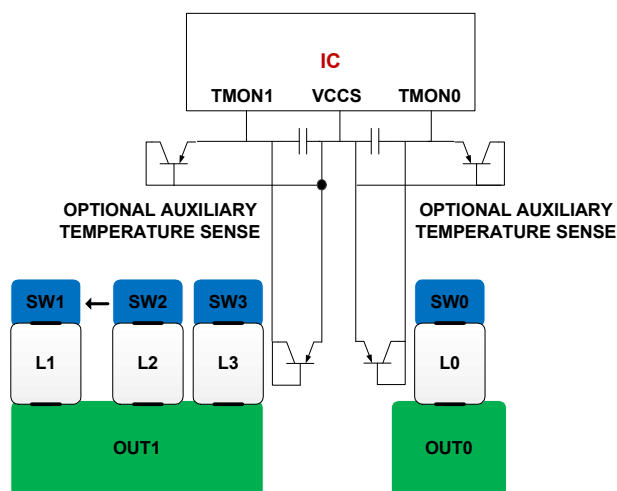 IC
TMON1 VCCS TMON0
OPTIONAL AUXILIARY
TEMPERATURE SENSE
OPTIONAL AUXILIARY
TEMPERATURE SENSE
SW1 SW2 SW3 SW0
L1 L2 L3 L0
OUT1 OUT0